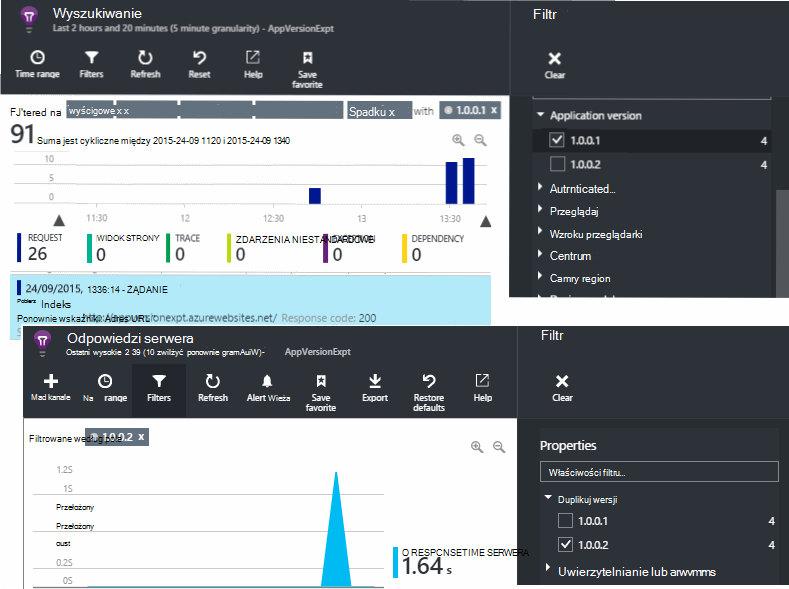 Wyszukiwanie
Last 2 hours and 20 minutes (5 minute granularity) - AppVersionExpt
Time range
Filters
Refresh
Reset
Help
Save favorite
FJ'tered na wyścigowe x x Spadku x with 1.0.0.1 x
91 Suma jest cykliczne między 2015-24-09 1120 i 2015-24-09 1340
10
5
0
11:30 12 12:30 13 13:30
REQUEST
26
WIDOK STRONY
0
TRACE
0
ZDARZENIA NIESTANDARDOWE
0
0
DEPENDENCY
0
24/09/2015, 1336:14 - ŻĄDANIE
Pobierz Indeks
Ponownie wskaźnik. Adres URL http://appversionexpt.azurewebsites.net/ Response code: 200
Filtr
Clear
Application version
1.0.0.1 4
1.0.0.2 4
Autrnticated...
Przeglądaj
Wzroku przeglądarki
Centrum
Camry region
Odpowiedzi serwera
Ostatni wysokie 2 39 (10 zwilżyć ponownie gramAuiW)- AppVersionExpt
Mad kanale
Na range
Filters
Refresh
Alert Wieża
Save favorite
Export
Restore defaults
Help
Filtrowane według pola 1.0.0.2 x
1.2S
1S
Przełożony
Przełożony
oust
0.2S
0S
O RESPCNSETIME SERWERA
1.64 s
Filtr
Clear
Properties
Właściwości filtru...
Duplikuj wersji
1.0.0.1 4
1.0.0.2 4
Uwierzytelnianie lub arwvmms